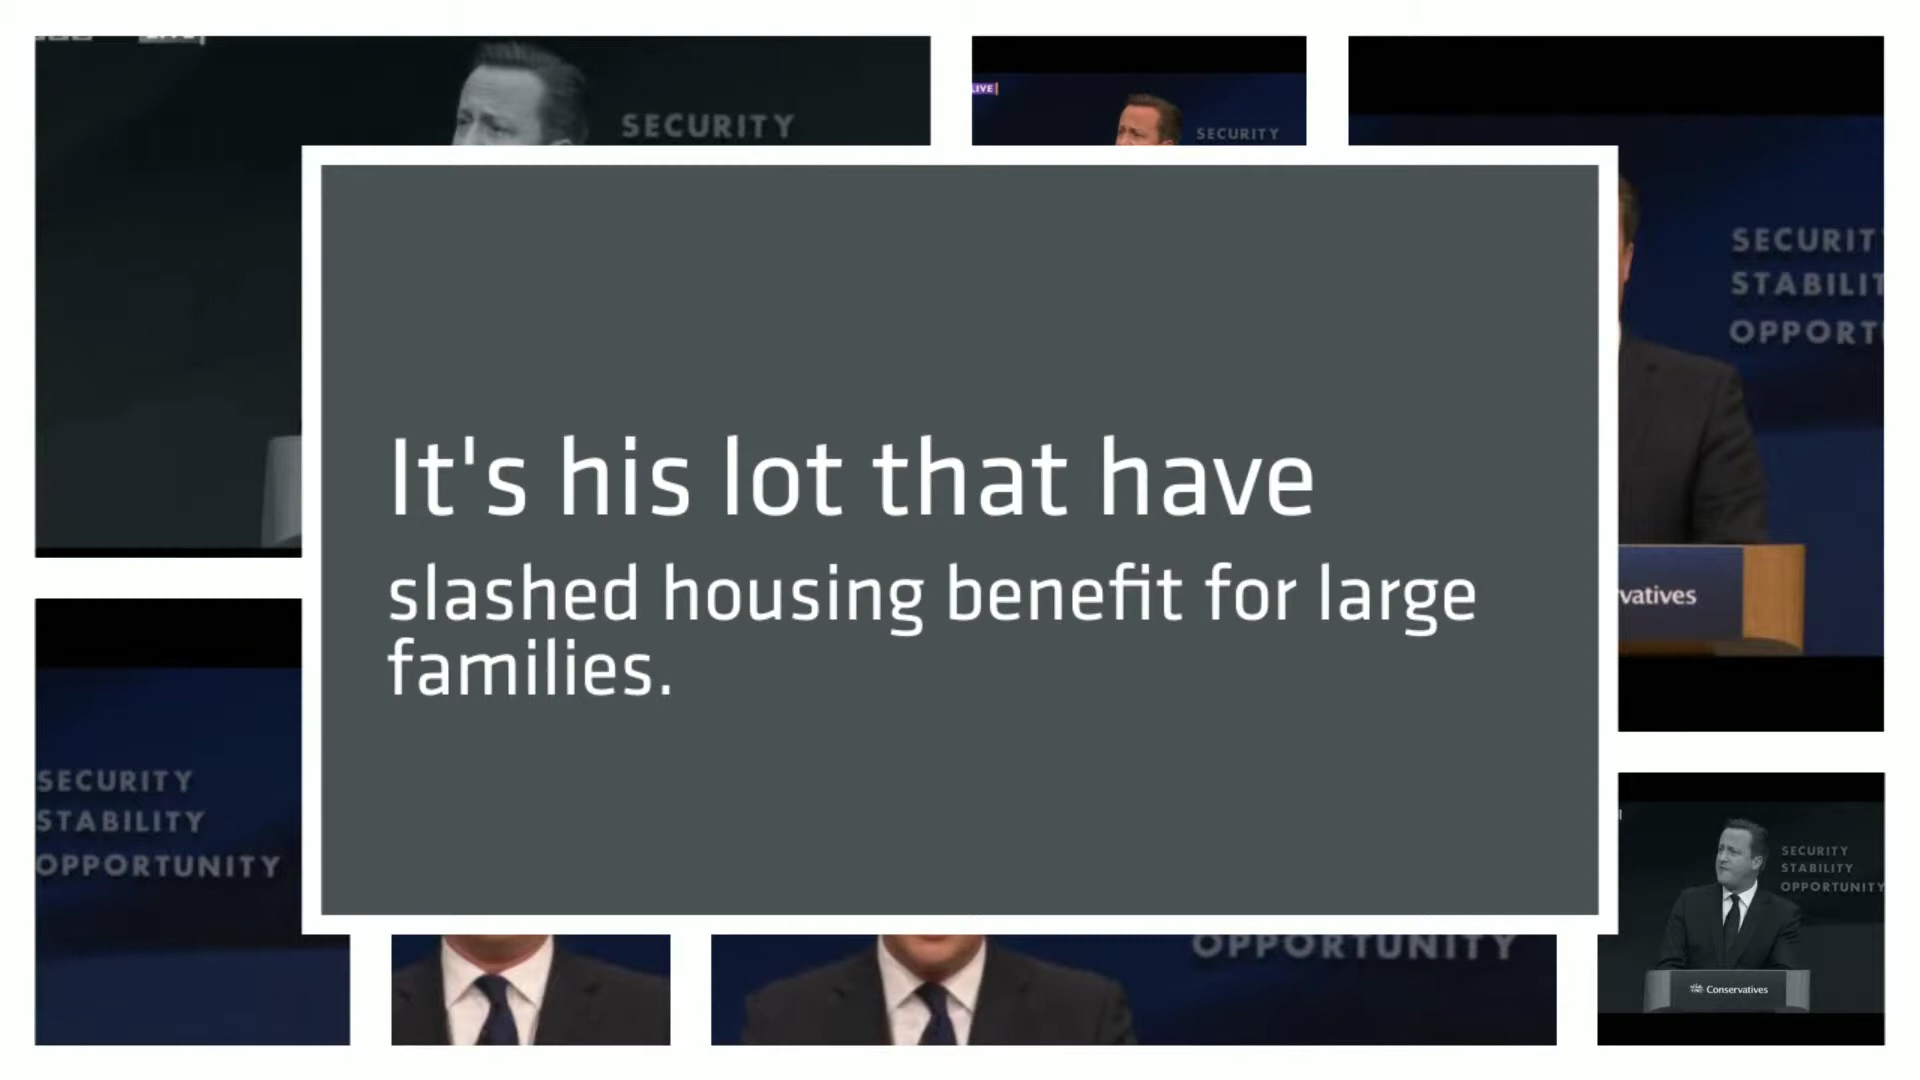 LIVE
SECURITY
LIVE
SECURITY
SECURIT
STABILIT
OPPORT
It's his lot that have
slashed housing benefit for large
families.
vatives
SECURITY
STABILITY
OPPORTUNITY
SECURITY
STABILITY
OPPORTUNITY
OPPORTUNITY
Conservatives